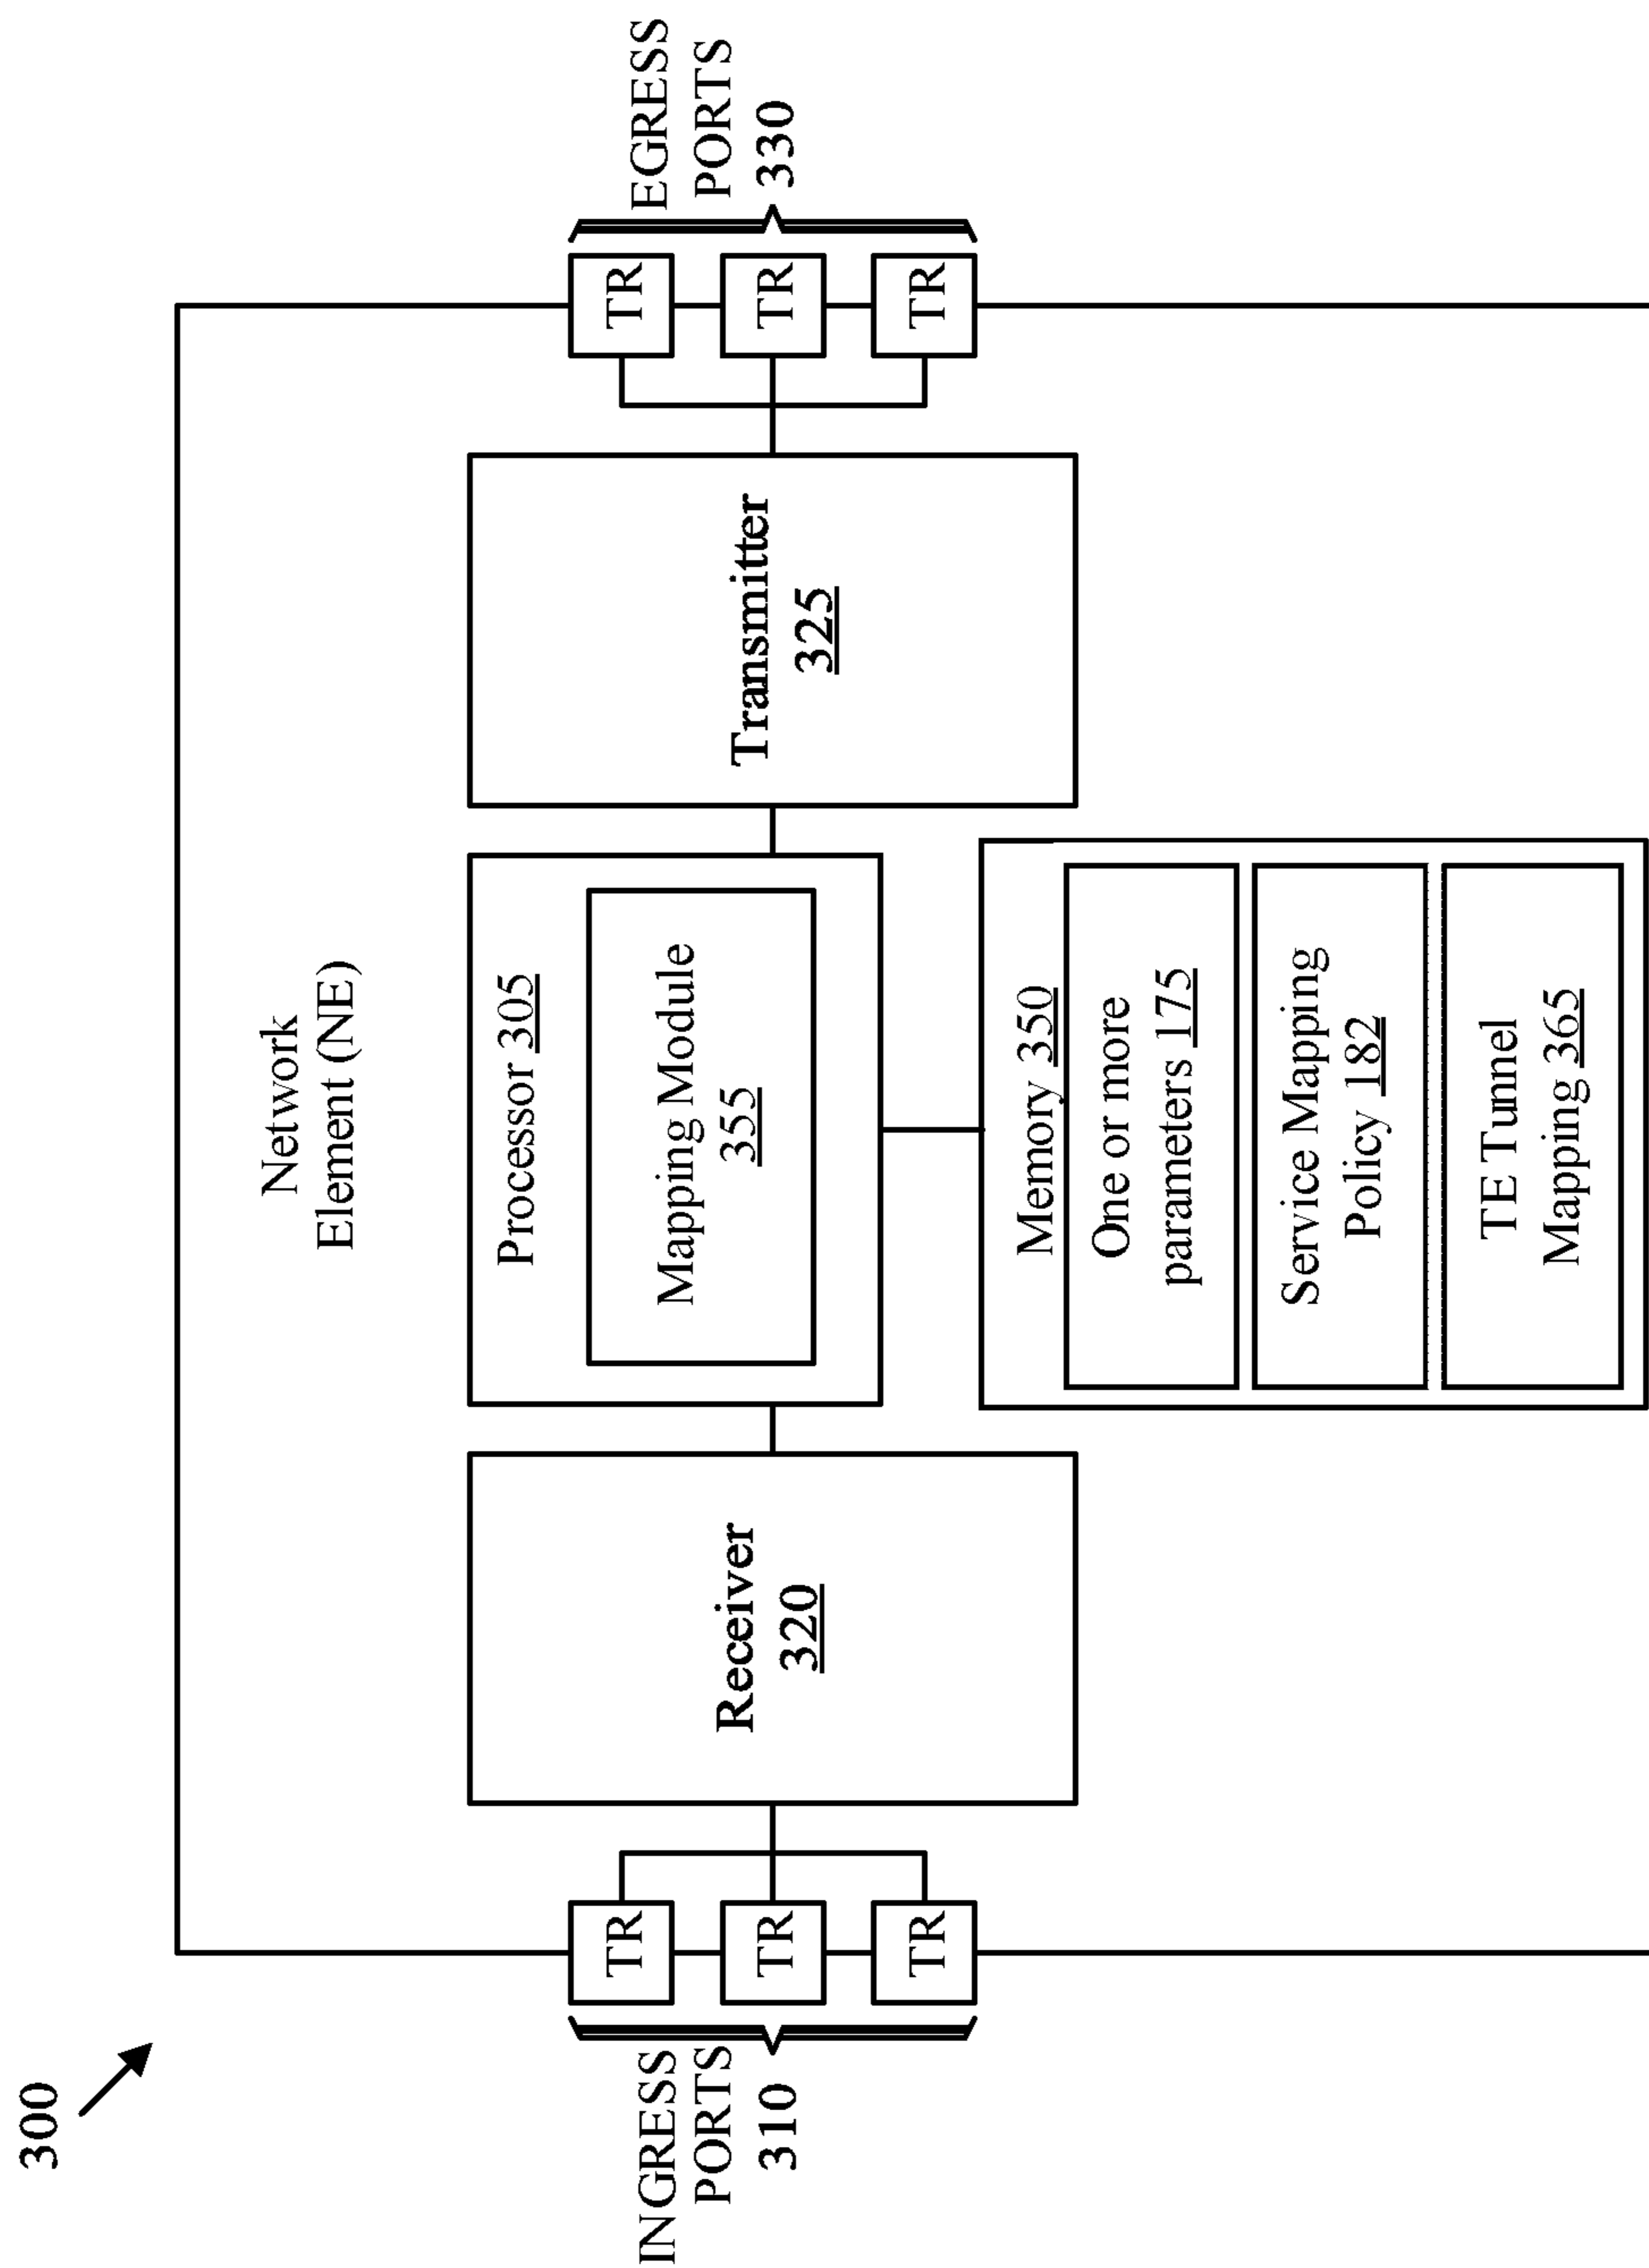 300
Network
Element (NE)
INGRESS
PORTS
310
TR
TR
TR
Receiver
320
Processor 305
Mapping Module
355
Memory 350
One or more
parameters 175
Service Mapping
Policy 182
TE Tunnel
Mapping 365
Transmitter
325
TR
TR
TR
EGRESS
PORTS
330